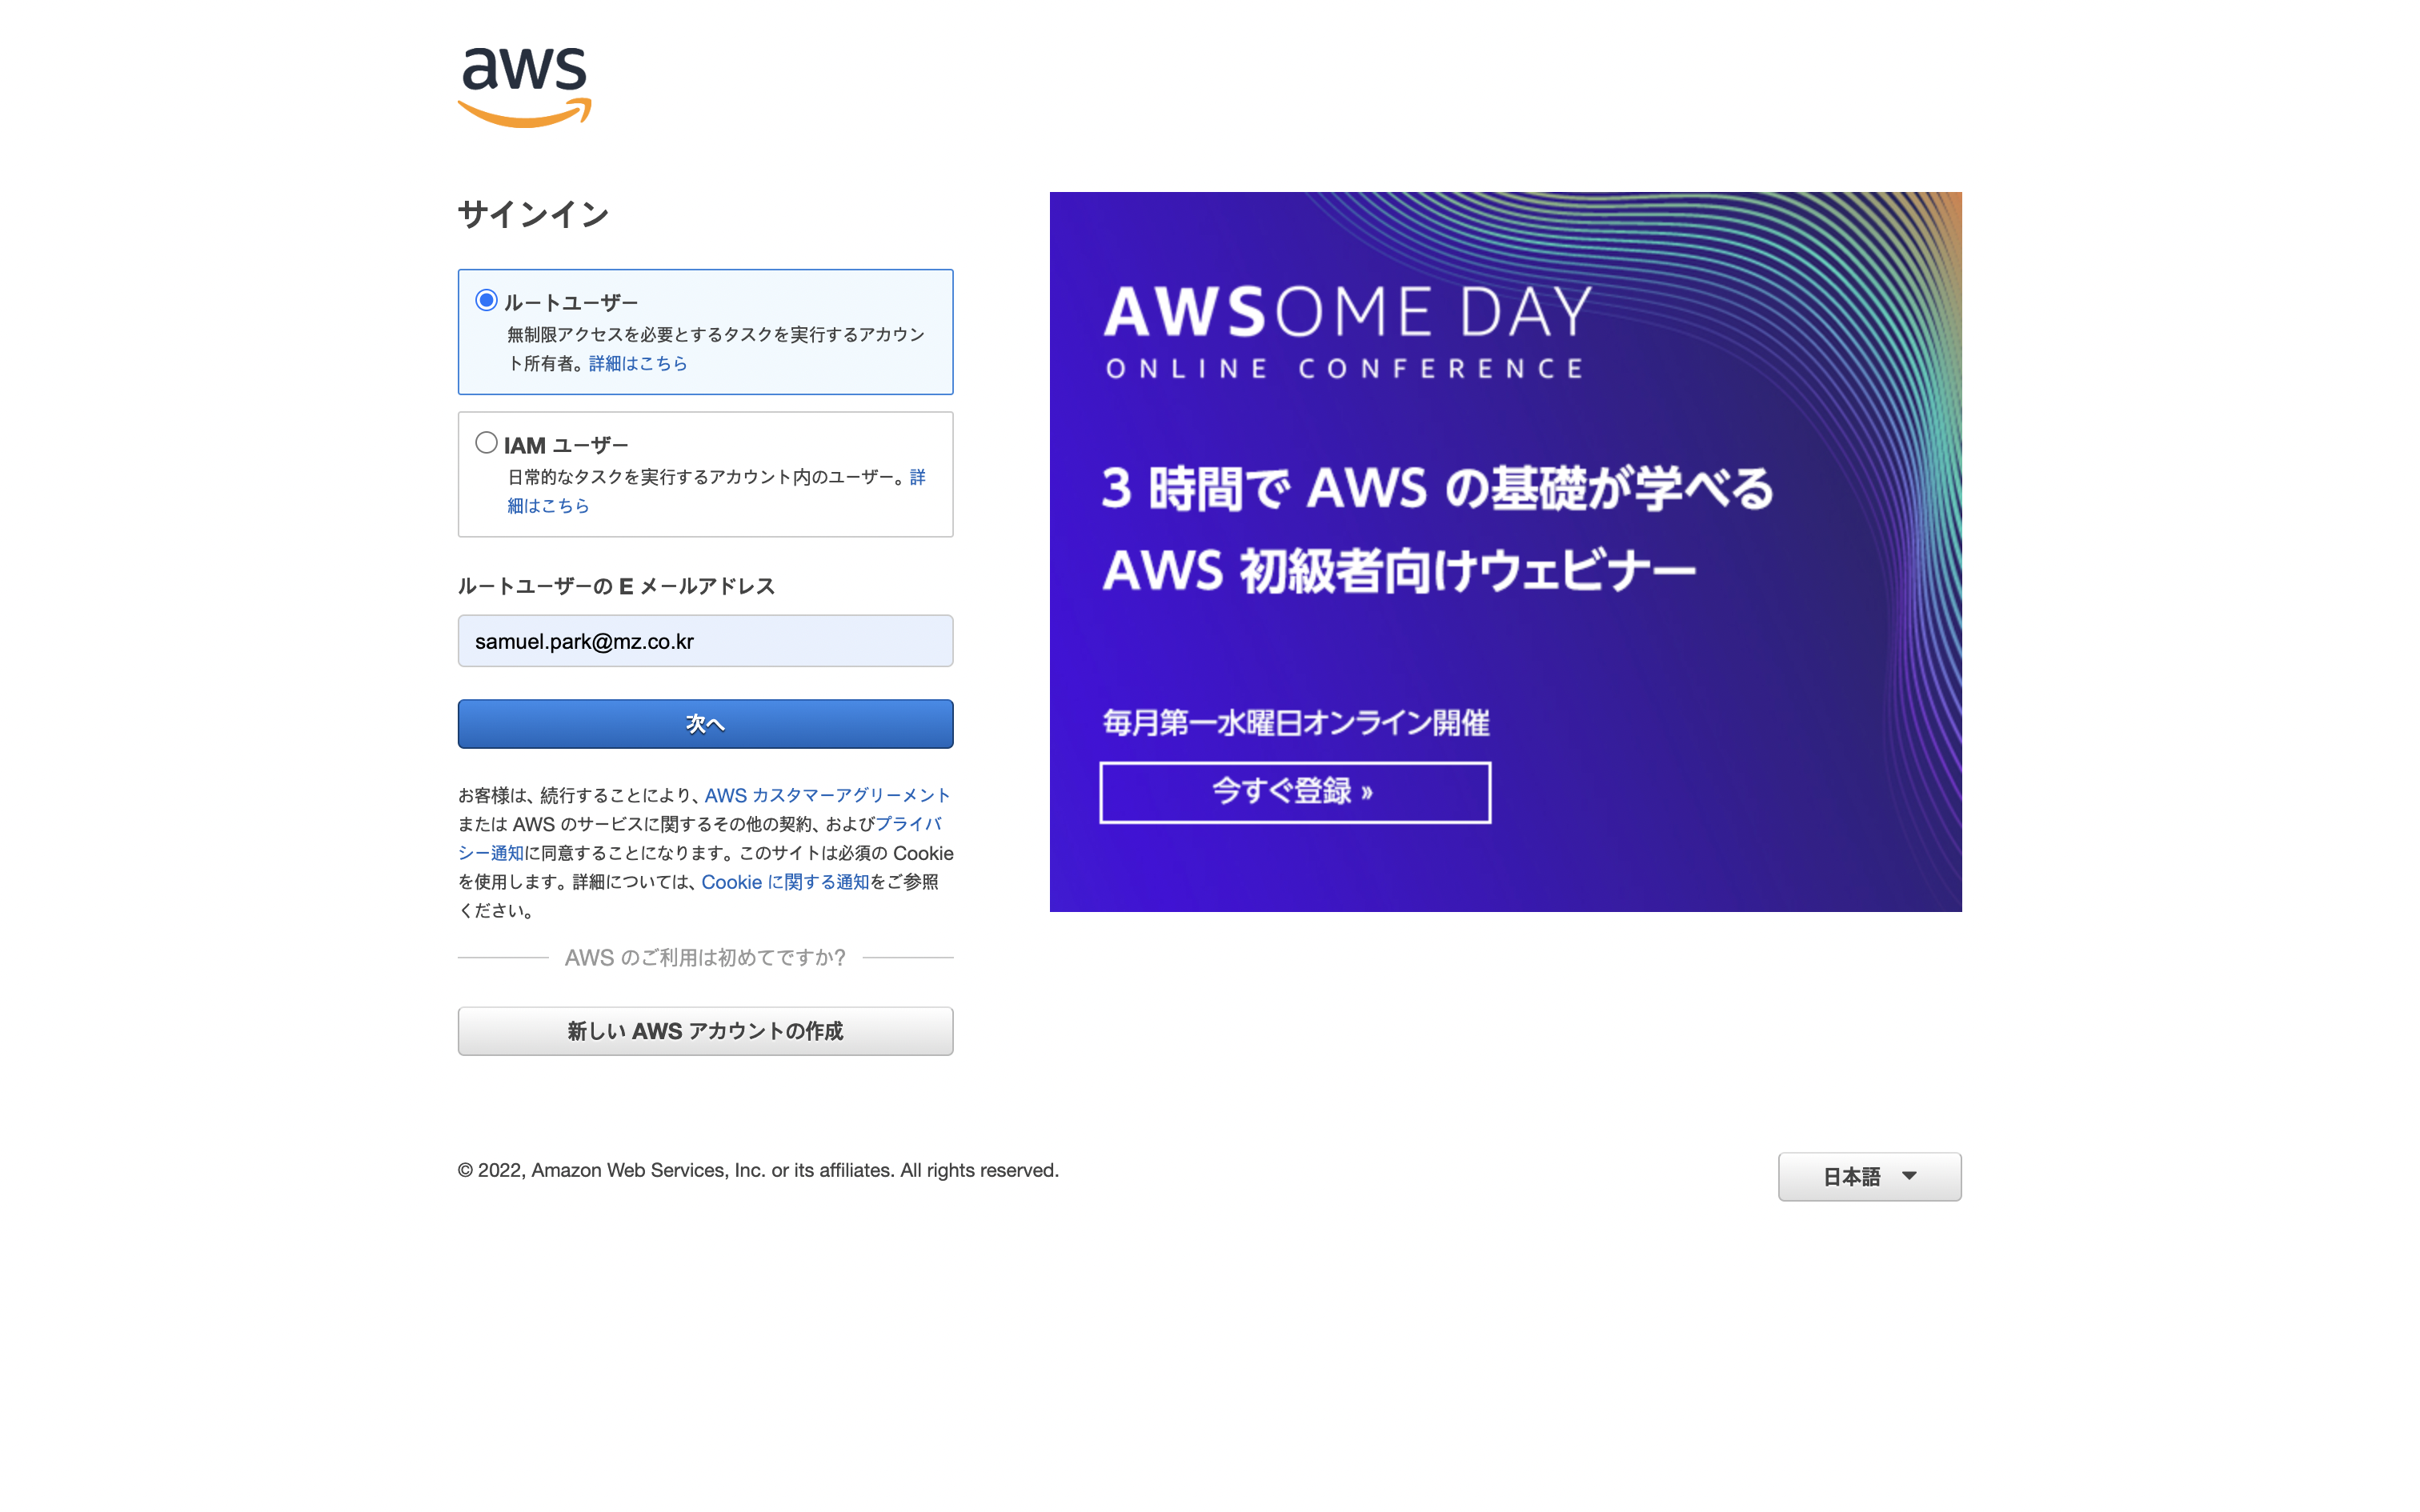 aws
サインイン
ルートユーザー
無制限アクセスを必要とするタスクを実行するアカウン
ト所有者。詳細はこちら
IAM ユーザー
日常的なタスクを実行するアカウント内のユーザー。詳
細はこちら
ルートユーザーの E メールアドレス
samuel.park@mz.co.kr
次へ
お客様は、続行することにより、AWS カスタマーアグリーメント
または AWS のサービスに関するその他の契約、およびプライバ
シー通知に同意することになります。このサイトは必須の Cookie
を使用します。詳細については、Cookie に関する通知をご参照
ください。
AWS のご利用は初めてですか?
新しい AWS アカウントの作成
AWSOME DAY
ONLINE CONFERENCE
3 時間で AWS の基礎が学べる
AWS 初級者向けウェビナー
毎月第一水曜日オンライン開催
今すぐ登録 »
© 2022, Amazon Web Services, Inc. or its affiliates. All rights reserved.
日本語